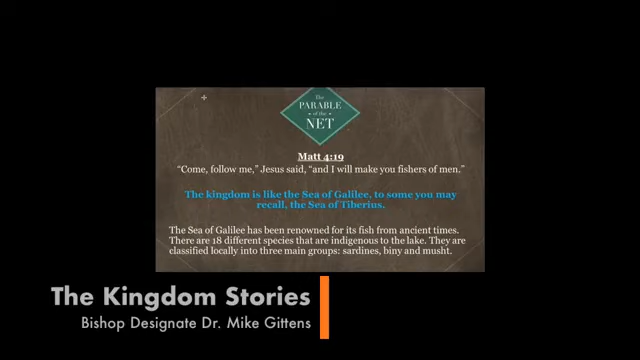 The
PARABLE
of the
NET
Matt 4:19
“Come, follow me,” Jesus said, “and I will make you fishers of men.”
The kingdom is like the Sea of Galilee, to some you may
recall, the Sea of Tiberius.
The Sea of Galilee has been renowned for its fish from ancient times.
There are 18 different species that are indigenous to the lake. They are
classified locally into three main groups: sardines, biny and musht.
The Kingdom Stories
Bishop Designate Dr. Mike Gittens